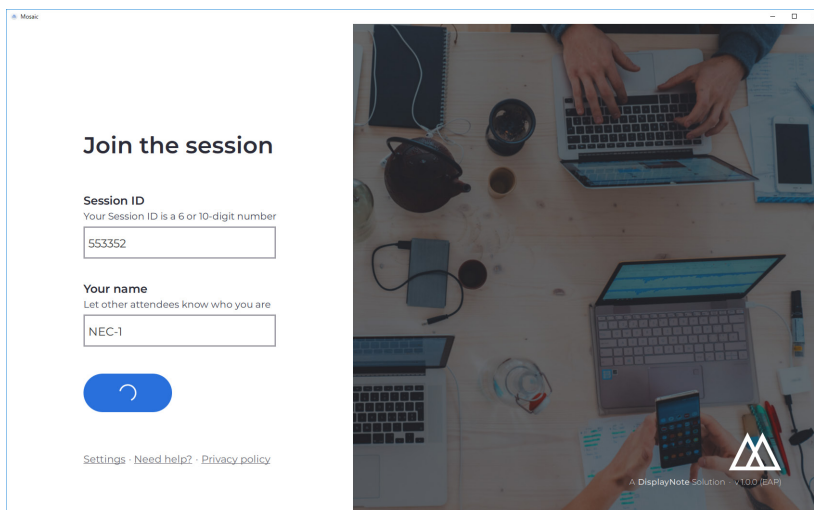 Mosaic
Join the session
Session ID
Your Session ID is a 6 or 10-digit number
553352
Your name
Let other attendees know who you are
NEC-1
Settings · Need help? · Privacy policy
A DisplayNote Solution - v1.0.0 (EAP)